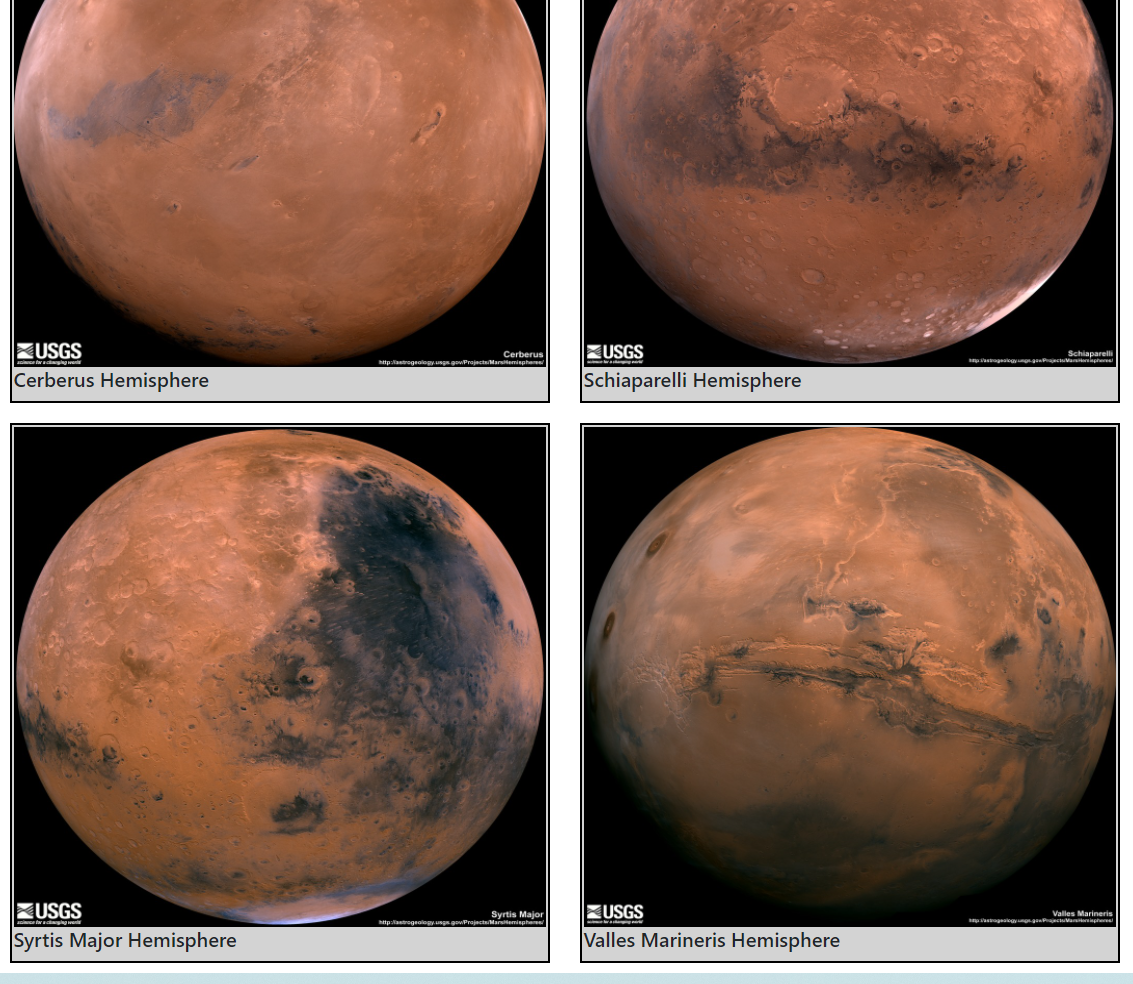 USGS
science for a changing world
Cerberus
http://astrogeology.usgs.gov/Projects/MarsHemispheres/
Cerberus Hemisphere
USGS
science for a changing world
Schiaparelli
http://astrogeology.usgs.gov/Projects/MarsHemispheres/
Schiaparelli Hemisphere
USGS
science for a changing world
Syrtis Major
http://astrogeology.usgs.gov/Projects/MarsHemispheres/
Syrtis Major Hemisphere
USGS
science for a changing world
Valles Marineris
http://astrogeology.usgs.gov/Projects/MarsHemispheres/
Valles Marineris Hemisphere